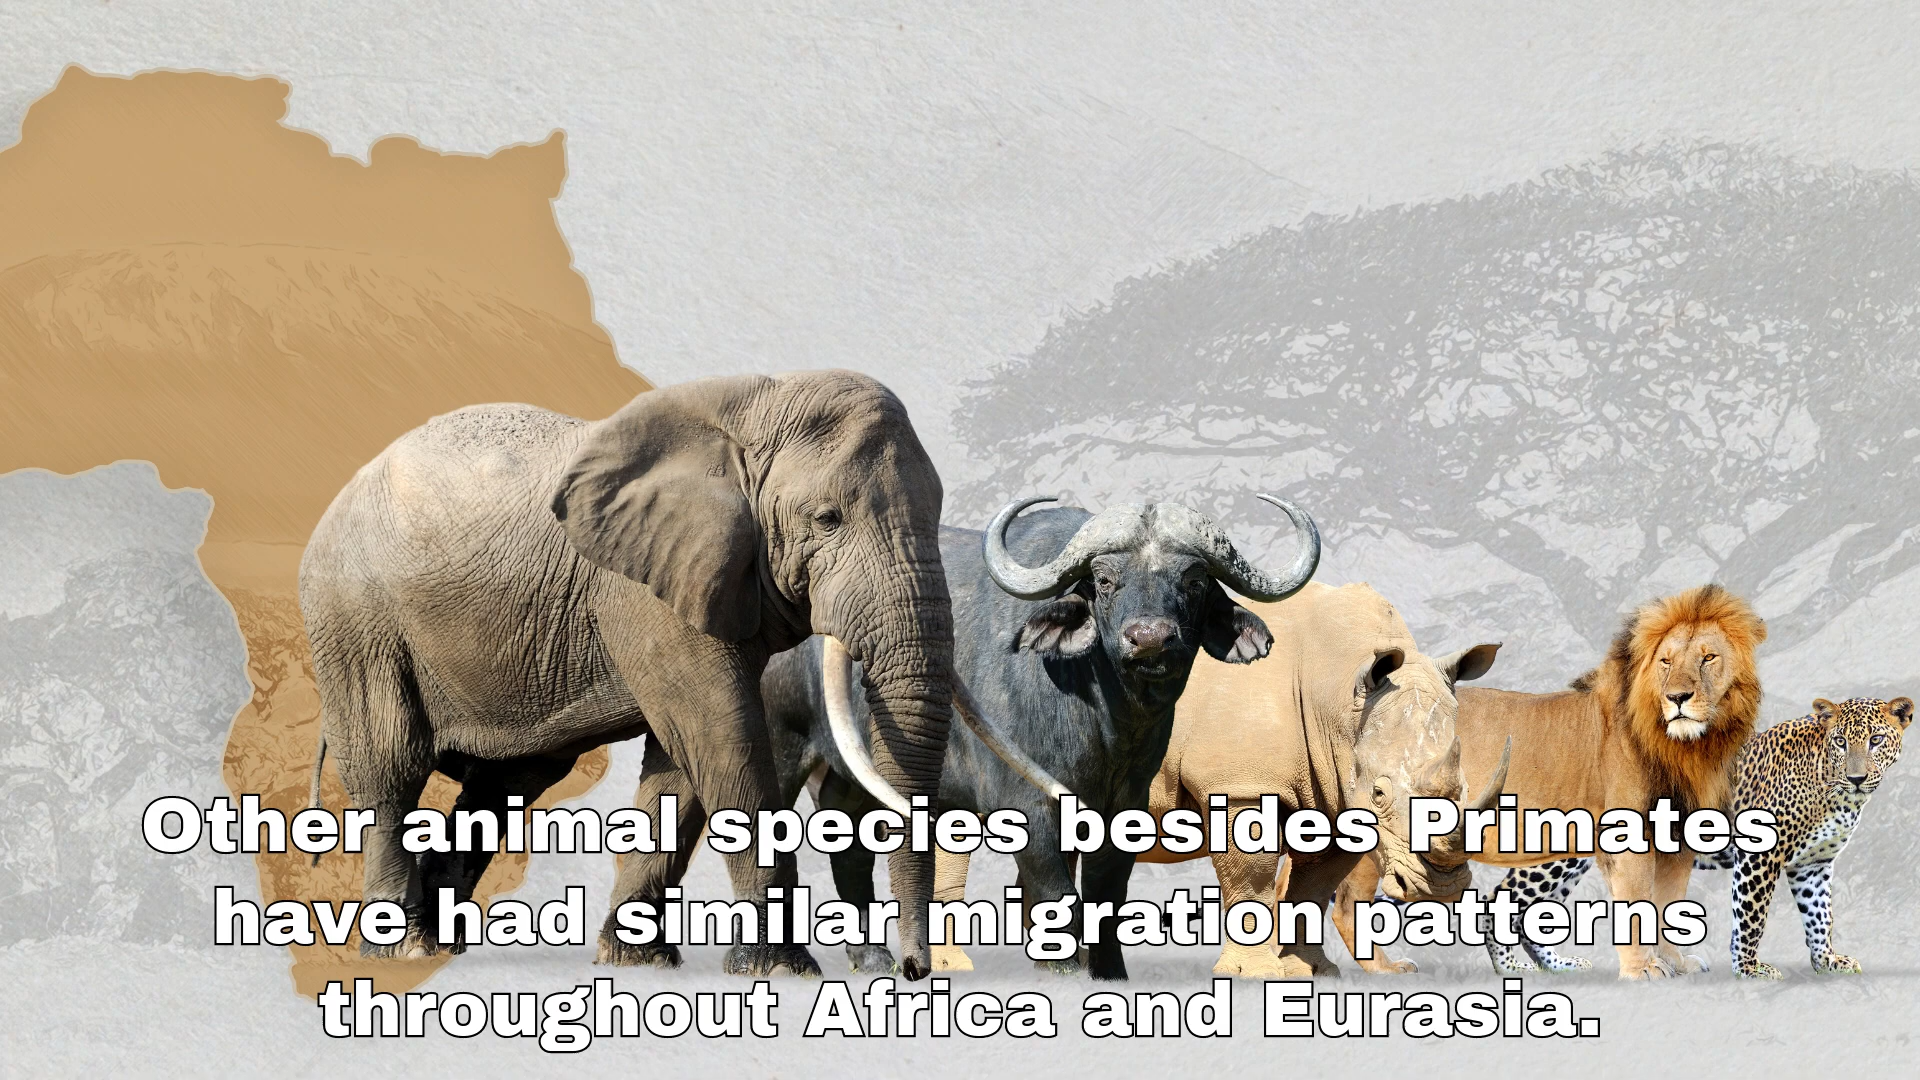 Other animal species besides Primates
have had similar migration patterns
throughout Africa and Eurasia.